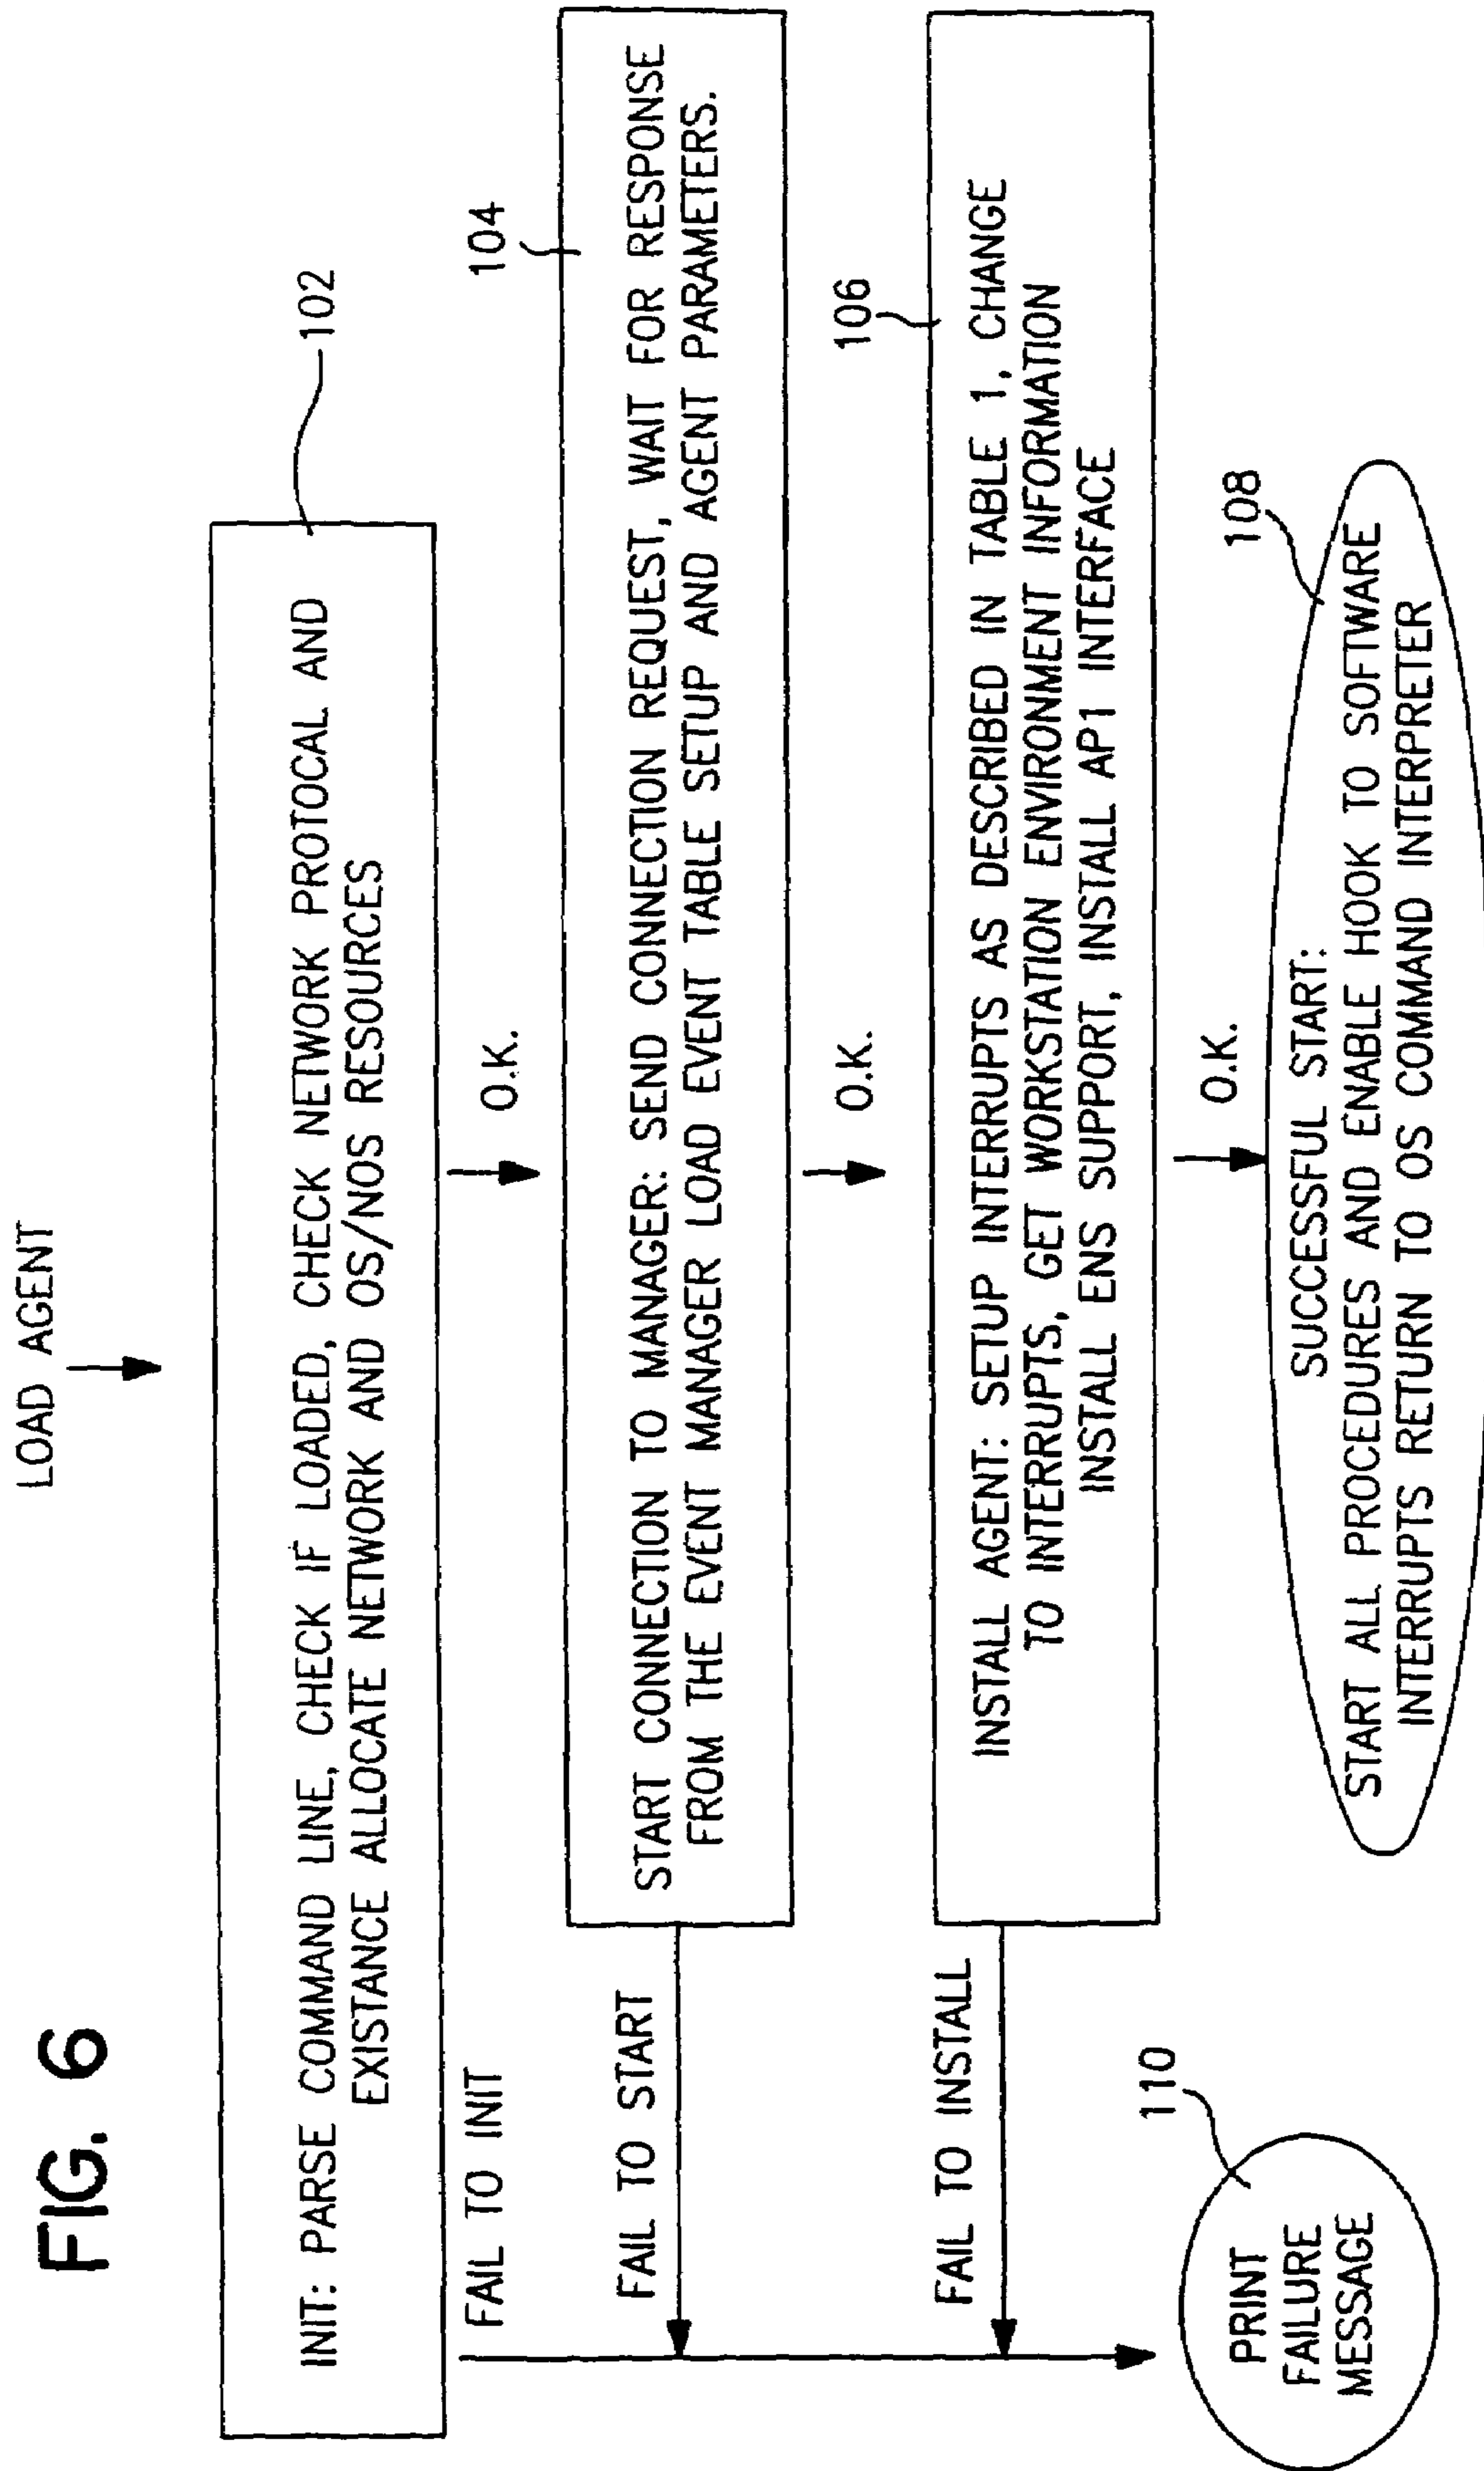 FIG. 6
LOAD AGENT
102
INIT: PARSE COMMAND LINE, CHECK IF LOADED, CHECK NETWORK PROTOCAL AND
EXISTANCE ALLOCATE NETWORK AND OS/NOS RESOURCES
FAIL TO INIT
O.K.
104
START CONNECTION TO MANAGER: SEND CONNECTION REQUEST, WAIT FOR RESPONSE
FROM THE EVENT MANAGER LOAD EVENT TABLE SETUP AND AGENT PARAMETERS.
FAIL TO START
O.K.
106
INSTALL AGENT: SETUP INTERRUPTS AS DESCRIBED IN TABLE 1, CHANGE
TO INTERRUPTS, GET WORKSTATION ENVIRONMENT INFORMATION
INSTALL ENS SUPPORT, INSTALL AP1 INTERFACE
FAIL TO INSTALL
O.K.
110
PRINT
FAILURE
MESSAGE
108
SUCCESSFUL START:
START ALL PROCEDURES AND ENABLE HOOK TO SOFTWARE
INTERRUPTS RETURN TO OS COMMAND INTERPRETER